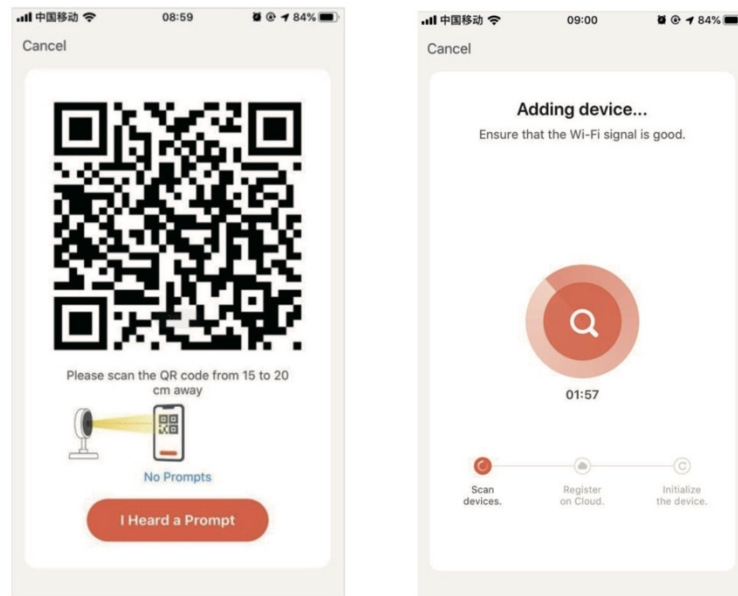 中国移动 08:59 84%
Cancel
Please scan the QR code from 15 to 20
cm away
No Prompts
I Heard a Prompt
中国移动 09:00 84%
Cancel
Adding device...
Ensure that the Wi-Fi signal is good.
01:57
Scan
devices.
Register
on Cloud.
Initialize
the device.